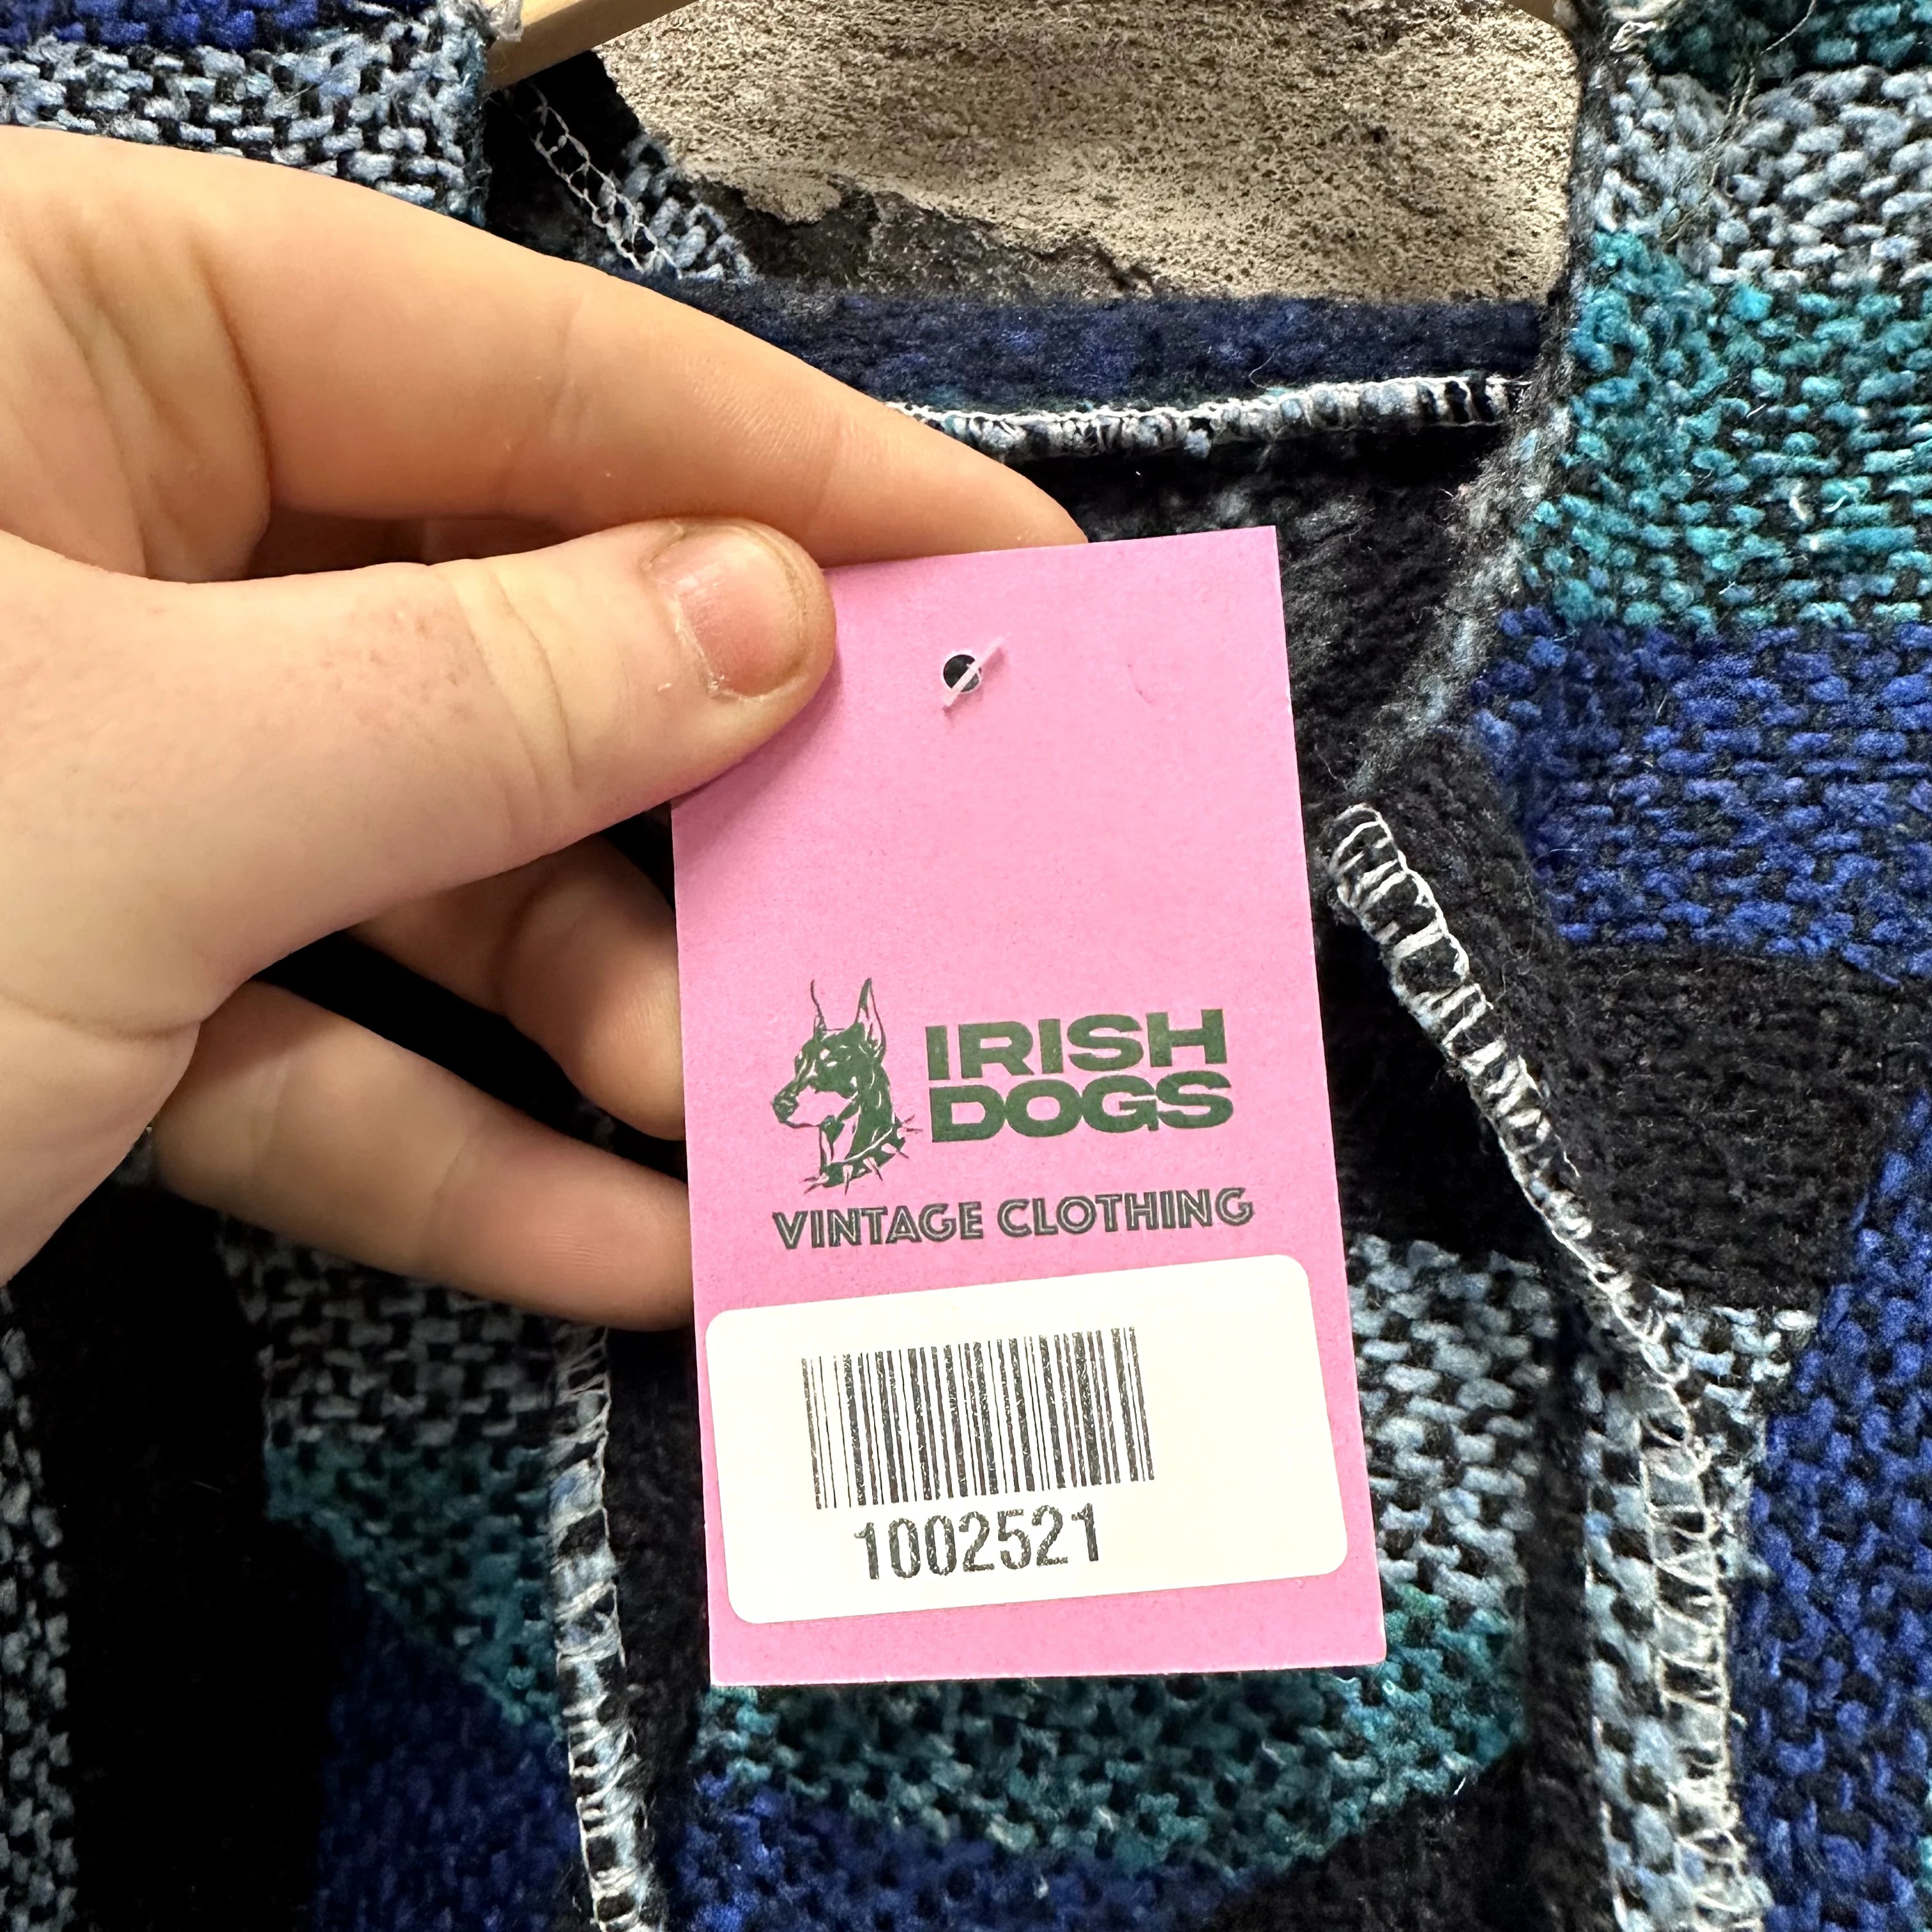 IRISH
DOGS
VINTAGE CLOTHING
1002521